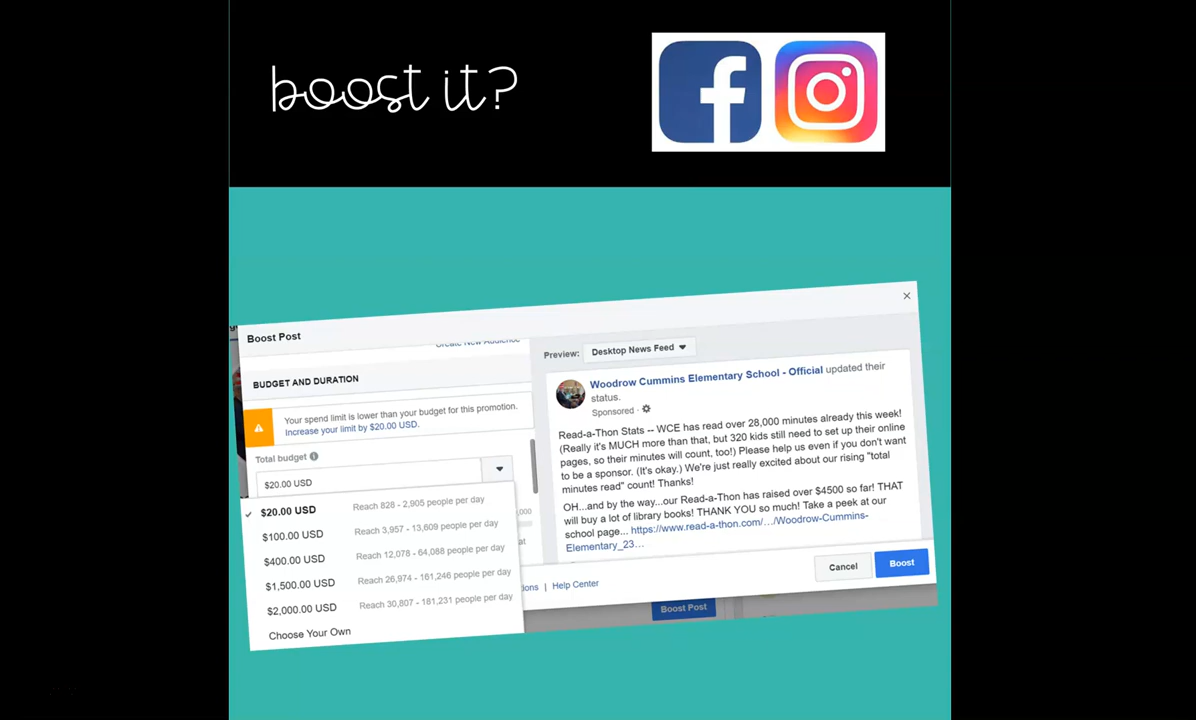 boost it?
Boost Post
BUDGET AND DURATION
Your spend limit is lower than your budget for this promotion.
Increase your limit by $20.00 USD.
Total budget
$20.00 USD
$20.00 USD Reach 828 - 2,905 people per day
$100.00 USD Reach 3,957 - 13,609 people per day
$400.00 USD Reach 12,078 - 64,088 people per day
$1,500.00 USD Reach 26,974 - 161,246 people per day
$2,000.00 USD Reach 30,807 - 181,231 people per day
Choose Your Own
Preview: Desktop News Feed
Woodrow Cummins Elementary School - Official updated their
status.
Sponsored
Read-a-Thon Stats -- WCE has read over 28,000 minutes already this week!
(Really it's MUCH more than that, but 320 kids still need to set up their online
pages, so their minutes will count, too!) Please help us even if you don't want
to be a sponsor. (It's okay.) We're just really excited about our rising "total
minutes read" count! Thanks!
OH...and by the way...our Read-a-Thon has raised over $4500 so far! THAT
will buy a lot of library books! THANK YOU so much! Take a peek at our
school page... https://www.read-a-thon.com/…/Woodrow-Cummins-
Elementary_23…
| Help Center
Cancel
Boost
Boost Post